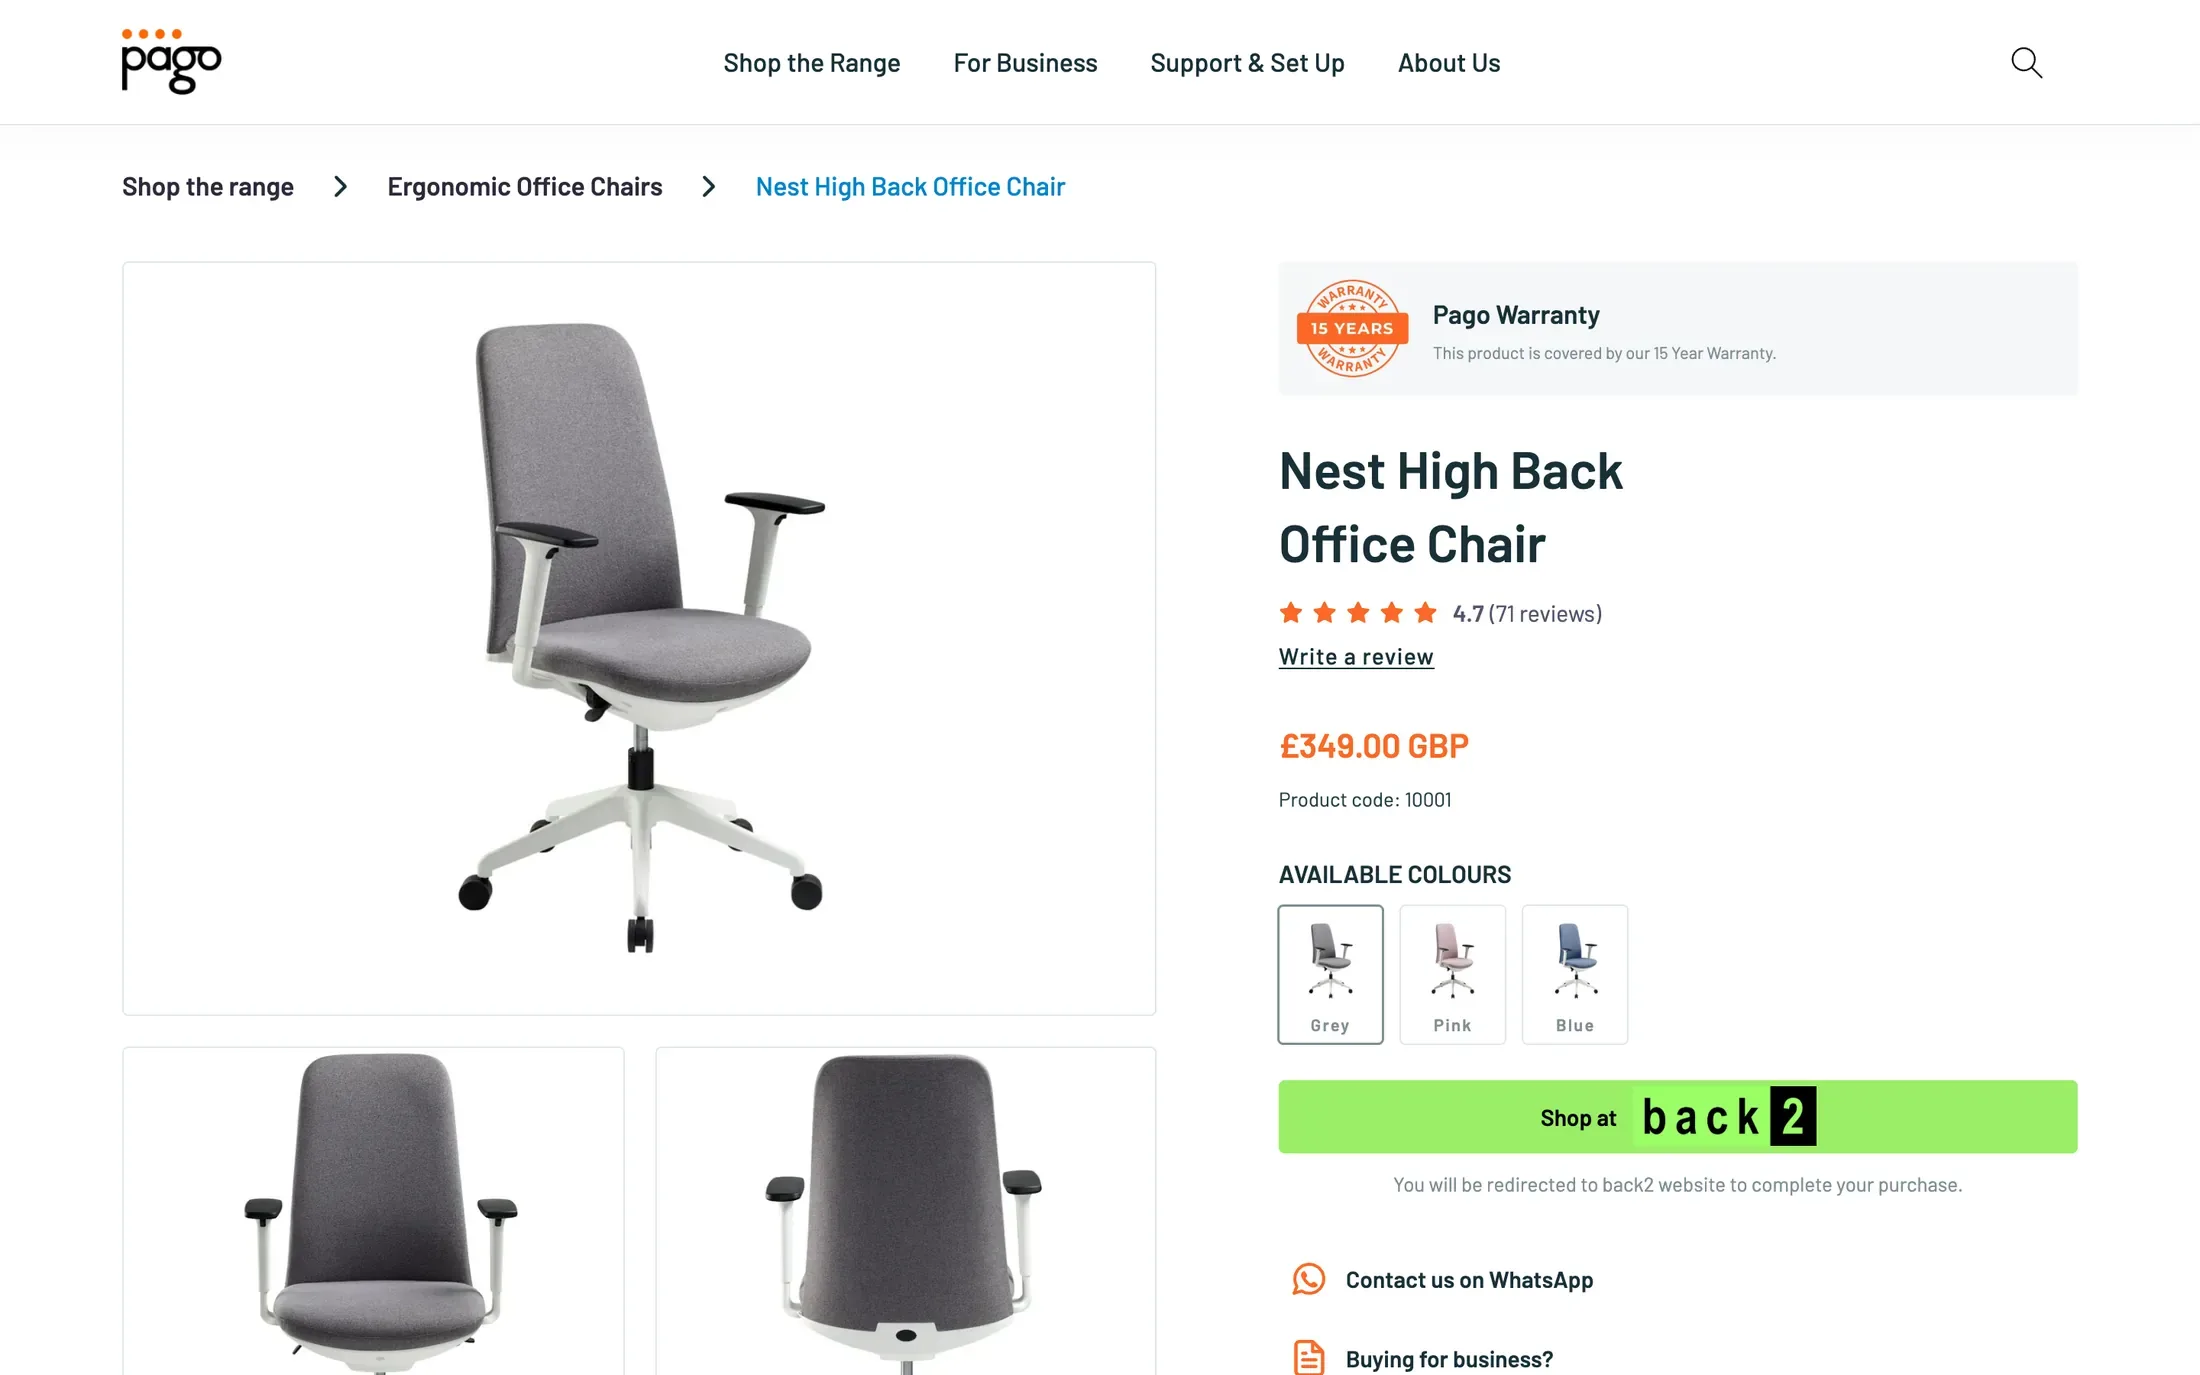 pago
Shop the Range
For Business
Support & Set Up
About Us
Shop the range
Ergonomic Office Chairs
Nest High Back Office Chair
WARRANTY
15 YEARS
WARRANTY
Pago Warranty
This product is covered by our 15 Year Warranty.
Nest High Back
Office Chair
4.7 (71 reviews)
Write a review
£349.00 GBP
Product code: 10001
AVAILABLE COLOURS
Grey
Pink
Blue
Shop at back2
You will be redirected to back2 website to complete your purchase.
Contact us on WhatsApp
Buying for business?